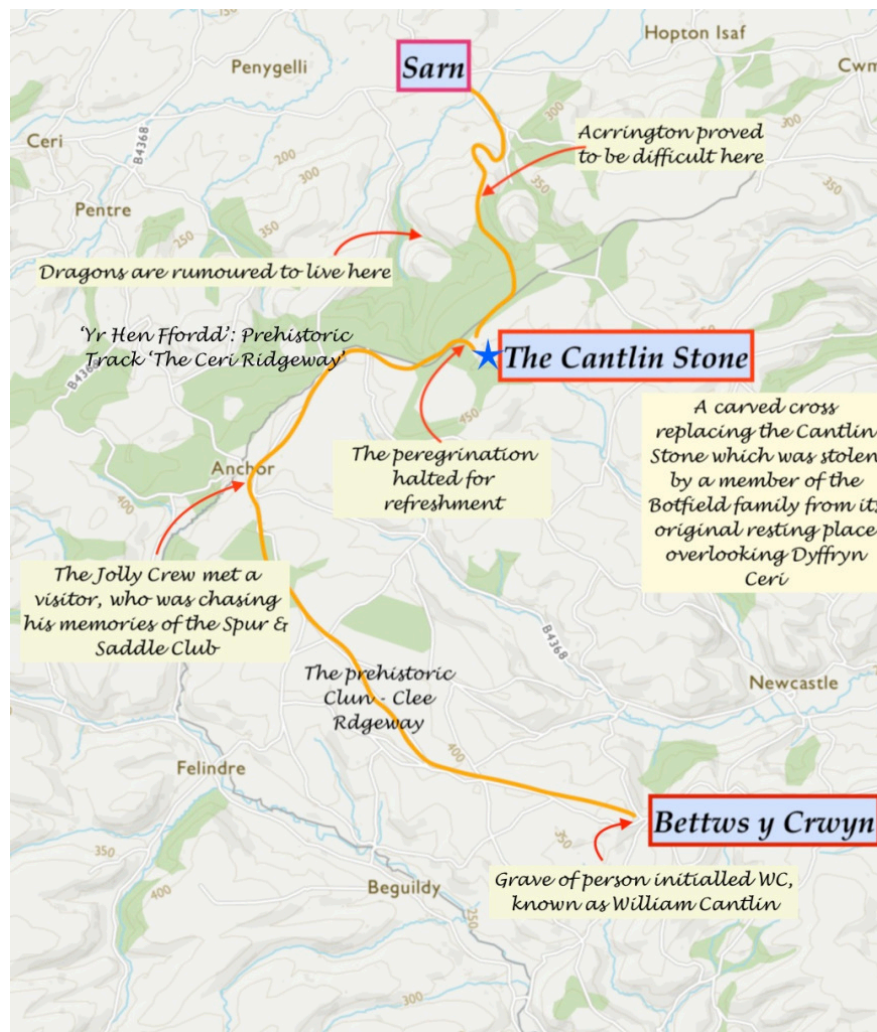 Hopton Isaf
Sarn
Penygelli
Cwm
Ceri
B4368
300
300
200
300
Acrrington proved
to be difficult here
350
350
Pentre
250
350
Dragons are rumoured to live here
'Yr Hen Ffordd': Prehistoric
Track 'The Ceri Ridgeway'
The Cantlin Stone
B4368
450
A carved cross
replacing the Cantlin
Stone which was stolen
by a member of the
Botfield family from its
original resting place
overlooking Dyffryn
Ceri
The peregrination
halted for
refreshment
Anchor
400
The Jolly Crew met a
visitor, who was chasing
his memories of the Spur &
Saddle Club
B4368
The prehistoric
Clun - Clee
Rdgeway
Newcastle
400
Felindre
Bettws y Crwyn
350
350
400
Beguildy
Grave of person initialled WC,
known as William Cantlin
250
300